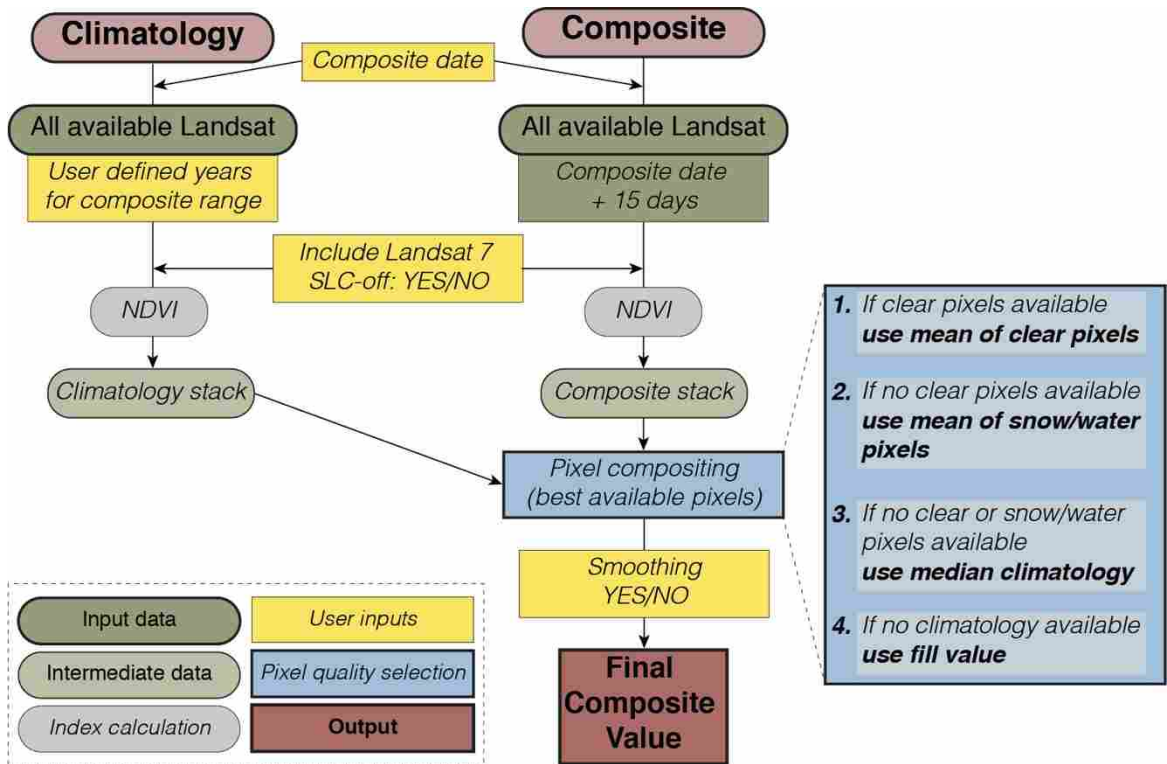 Climatology
Composite
Composite date
All available Landsat
All available Landsat
User defined years
for composite range
Composite date
+ 15 days
Include Landsat 7
SLC-off: YES/NO
NDVI
NDVI
Climatology stack
Composite stack
Pixel compositing
(best available pixels)
1. If clear pixels available
use mean of clear pixels
2. If no clear pixels available
use mean of snow/water
pixels
3. If no clear or snow/water
pixels available
use median climatology
4. If no climatology available
use fill value
Smoothing
YES/NO
Final
Composite
Value
Input data
User inputs
Intermediate data
Pixel quality selection
Index calculation
Output